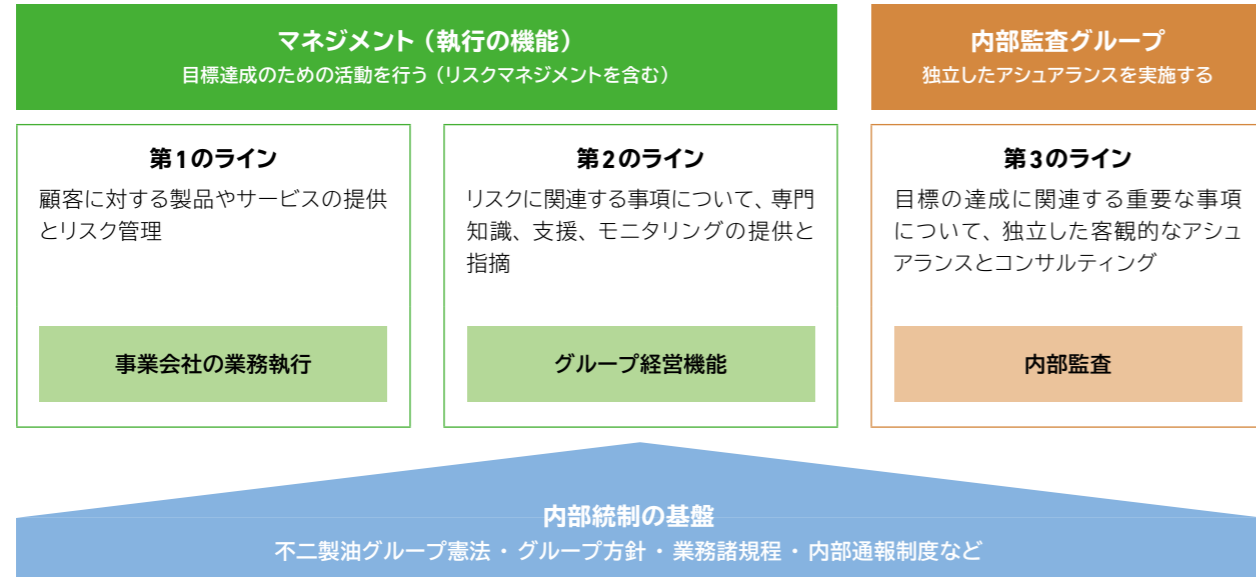 マネジメント（執行の機能）
目標達成のための活動を行う（リスクマネジメントを含む）
内部監査グループ
独立したアシュアランスを実施する
第1のライン
顧客に対する製品やサービスの提供
とリスク管理
事業会社の業務執行
第2のライン
リスクに関連する事項について、専門
知識、支援、モニタリングの提供と
指摘
グループ経営機能
第3のライン
目標の達成に関連する重要な事項
について、独立した客観的なアシュ
アランスとコンサルティング
内部監査
内部統制の基盤
不二製油グループ憲法・グループ方針・業務諸規程・内部通報制度など